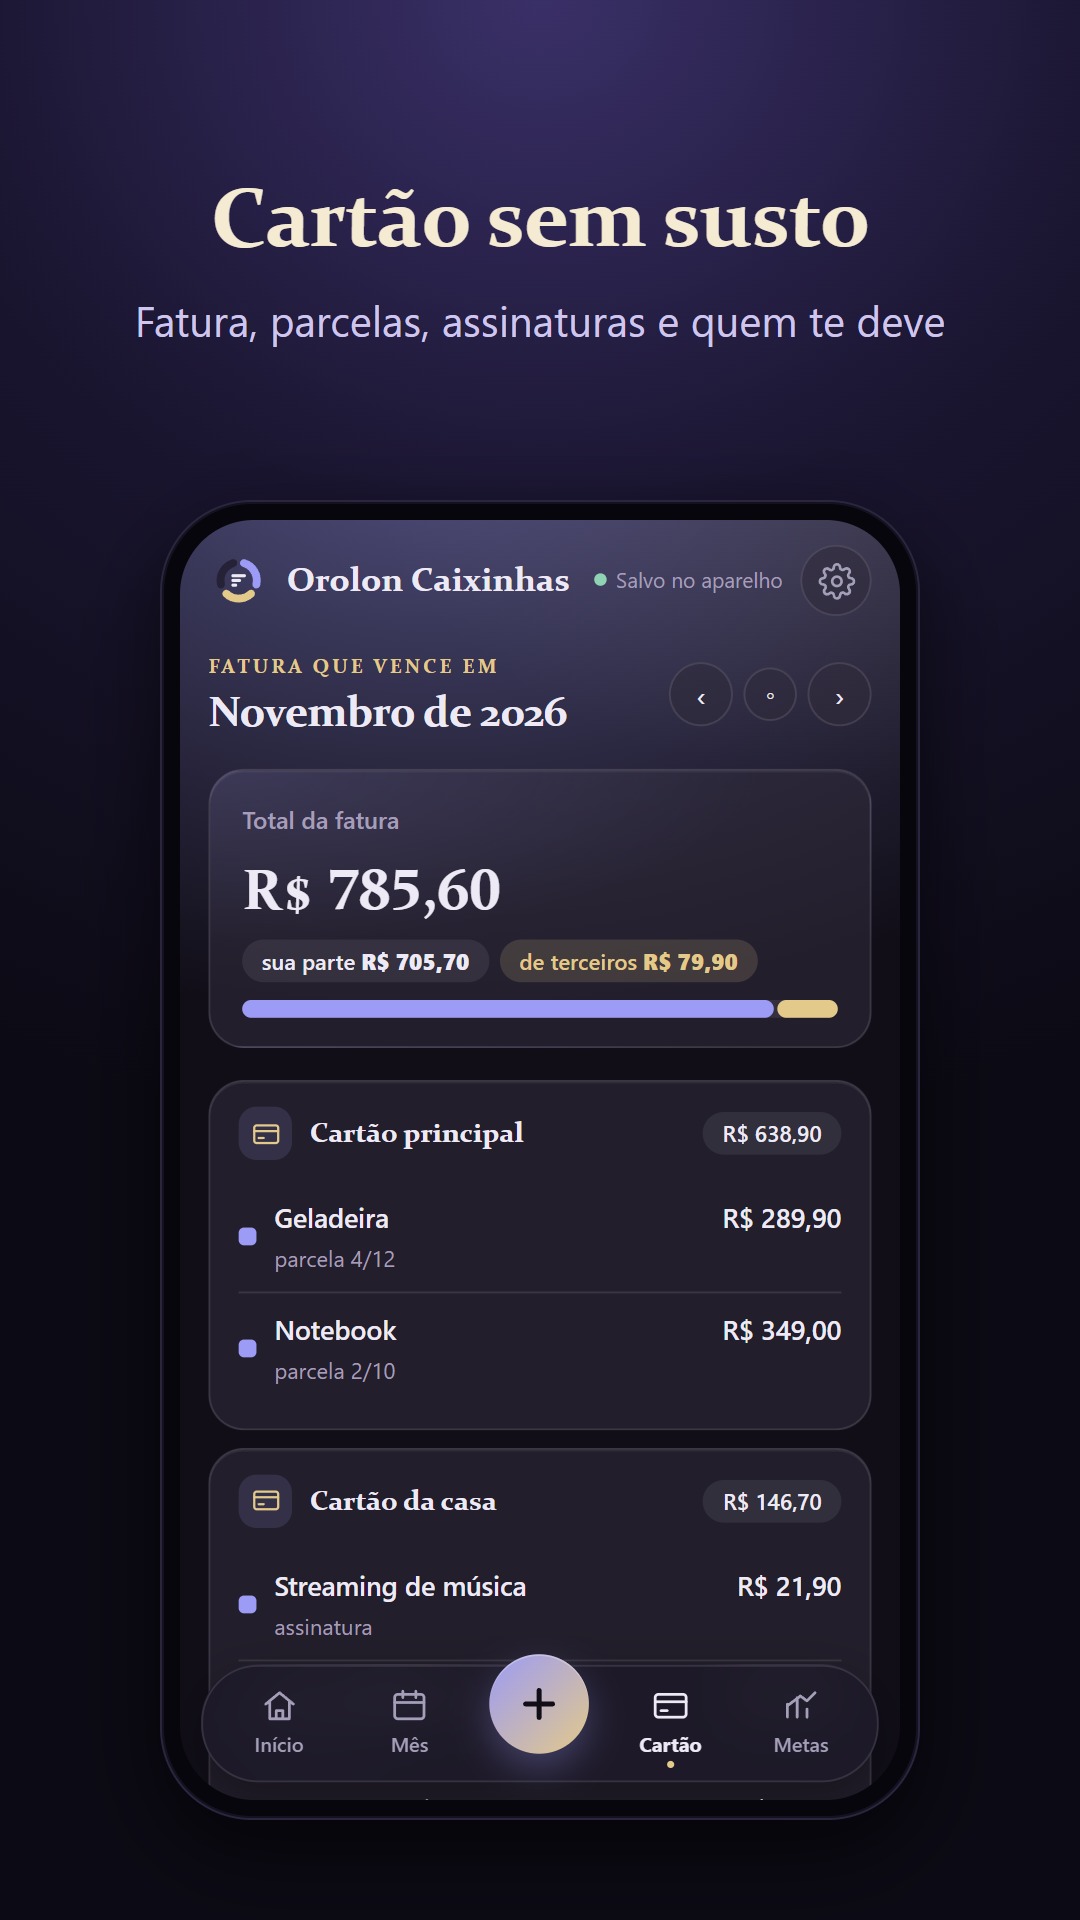 Cartão sem susto
Fatura, parcelas, assinaturas e quem te deve
Orolon Caixinhas
Salvo no aparelho
FATURA QUE VENCE EM
Novembro de 2026
Total da fatura
R$ 785,60
sua parte R$ 705,70
de terceiros R$ 79,90
Cartão principal
R$ 638,90
Geladeira
R$ 289,90
parcela 4/12
Notebook
R$ 349,00
parcela 2/10
Cartão da casa
R$ 146,70
Streaming de música
R$ 21,90
assinatura
Início
Mês
Cartão
Metas